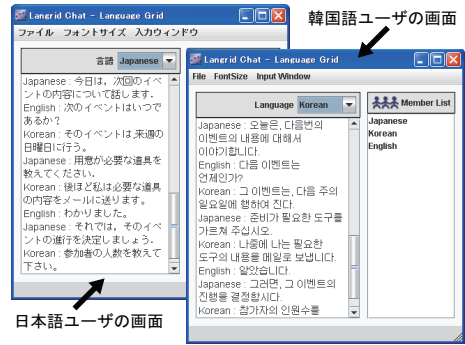 韓国語ユーザの画面
Langrid Chat - Language Grid
ファイル フォントサイズ 入力ウィンドウ
言語 Japanese
Japanese : 今日は、次回のイベ
ントの内容について話します.
English : 次のイベントはいつで
あるか?
Korean : そのイベントは,来週の
日曜日に行う。
Japanese : 用意が必要な道具を
教えてください.
Korean : 後ほど私は必要な道具
の内容をメールに送ります。
English : わかりました。
Japanese : それでは、そのイベ
ントの進行を決定しましょう.
Korean : 参加者の人数を教えて
下さい。
日本語ユーザの画面
Langrid Chat - Language Grid
File FontSize Input Window
Language Korean
Member List
Japanese
Korean
English
Japanese : 오늘은, 다음번의
이벤트의 내용에 대해서
이야기합니다.
English : 다음 이벤트는
언제인가?
Korean : 그 이벤트는, 다음 주의
일요일에 행하여 진다.
Japanese : 준비가 필요한 도구를
가르쳐 주십시오.
Korean : 나중에 나는 필요한
도구의 내용을 메일로 보냅니다.
English : 알았습니다.
Japanese : 그러면, 그 이벤트의
진행을 결정합시다.
Korean : 참가자의 인원수를